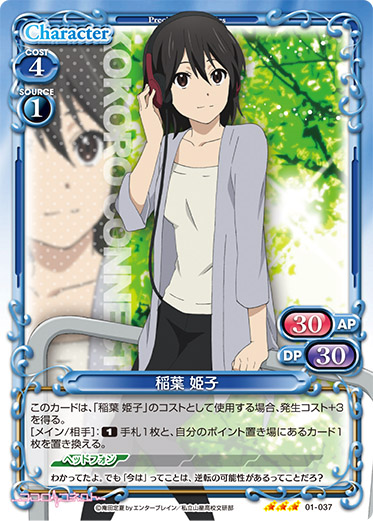 Character
COST
4
SOURCE
1
KOKORO CONNECT
30 AP
DP 30
稲葉 姫子
このカードは、「稲葉 姫子」のコストとして使用する場合、発生コスト+3
を得る。
[メイン/相手]:1 手札1枚と、自分のポイント置き場にあるカード1
枚を置き換える。
ヘッドフォン
わかってたよ。でも「今は」ってことは、逆転の可能性があるってことだろ?
ココロコネクト
©庵田定夏 byエンターブレイン/私立山星高校文研部
01-037